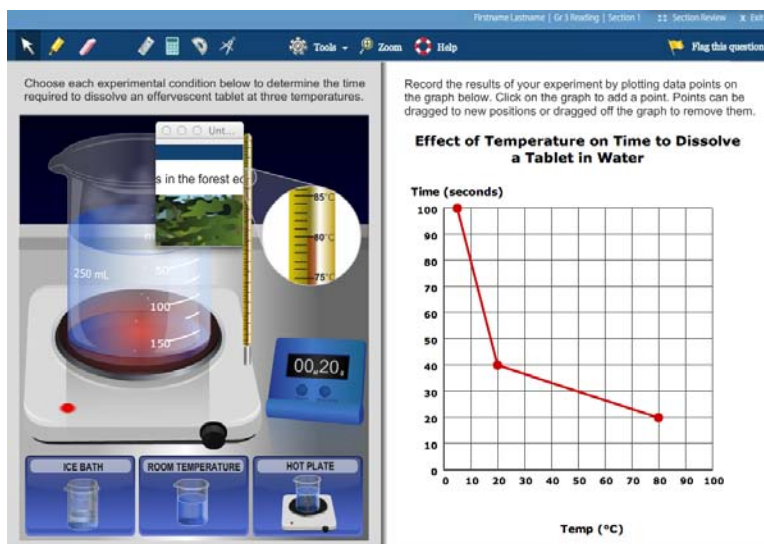 Firstname Lastname | Gr 3 Reading | Section 1 Section Review X Exit
Tools Zoom Help Flag this question
Choose each experimental condition below to determine the time
required to dissolve an effervescent tablet at three temperatures.
Unt...
s in the forest ec
85°C
80°C
75°C
250 mL
50
100
150
00M20S
ICE BATH
ROOM TEMPERATURE
HOT PLATE
Record the results of your experiment by plotting data points on
the graph below. Click on the graph to add a point. Points can be
dragged to new positions or dragged off the graph to remove them.
Effect of Temperature on Time to Dissolve
a Tablet in Water
Time (seconds)
100
90
80
70
60
50
40
30
20
10
0
0 10 20 30 40 50 60 70 80 90 100
Temp (°C)